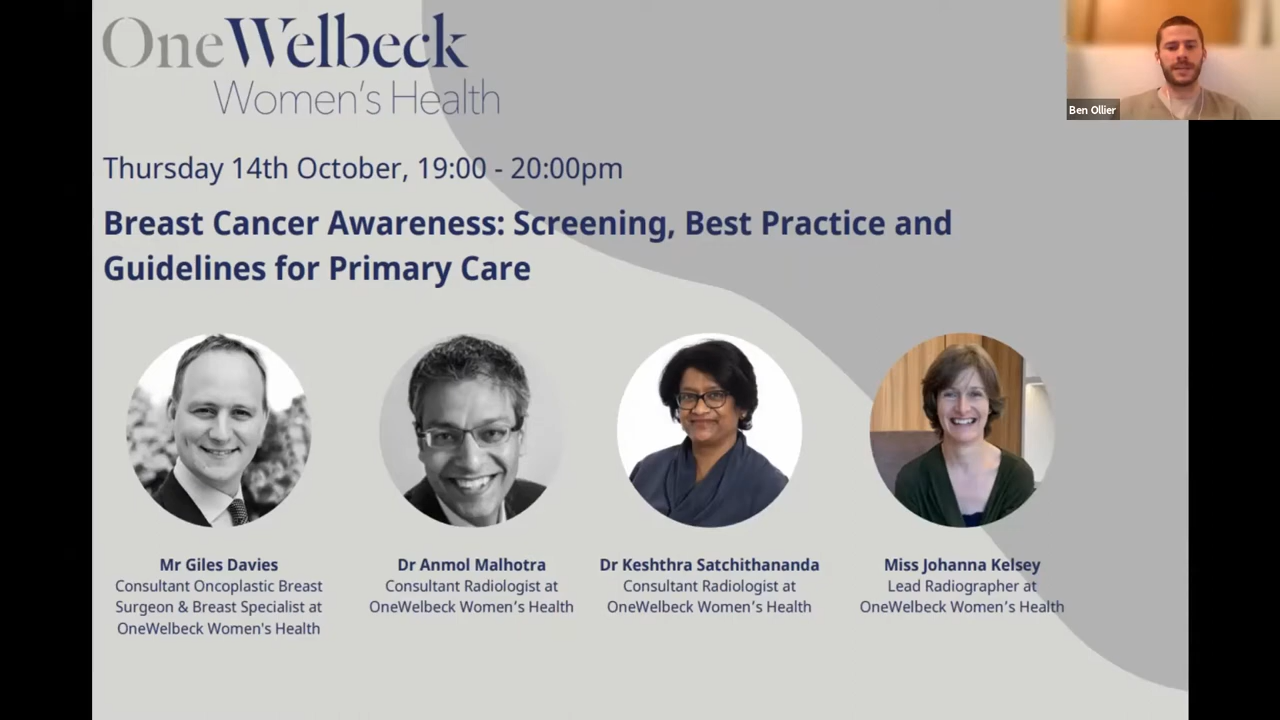 OneWelbeck
Women's Health
Ben Ollier
Thursday 14th October, 19:00 - 20:00pm
Breast Cancer Awareness: Screening, Best Practice and
Guidelines for Primary Care
Mr Giles Davies
Consultant Oncoplastic Breast
Surgeon & Breast Specialist at
OneWelbeck Women's Health
Dr Anmol Malhotra
Consultant Radiologist at
OneWelbeck Women’s Health
Dr Keshthra Satchithananda
Consultant Radiologist at
OneWelbeck Women’s Health
Miss Johanna Kelsey
Lead Radiographer at
OneWelbeck Women’s Health